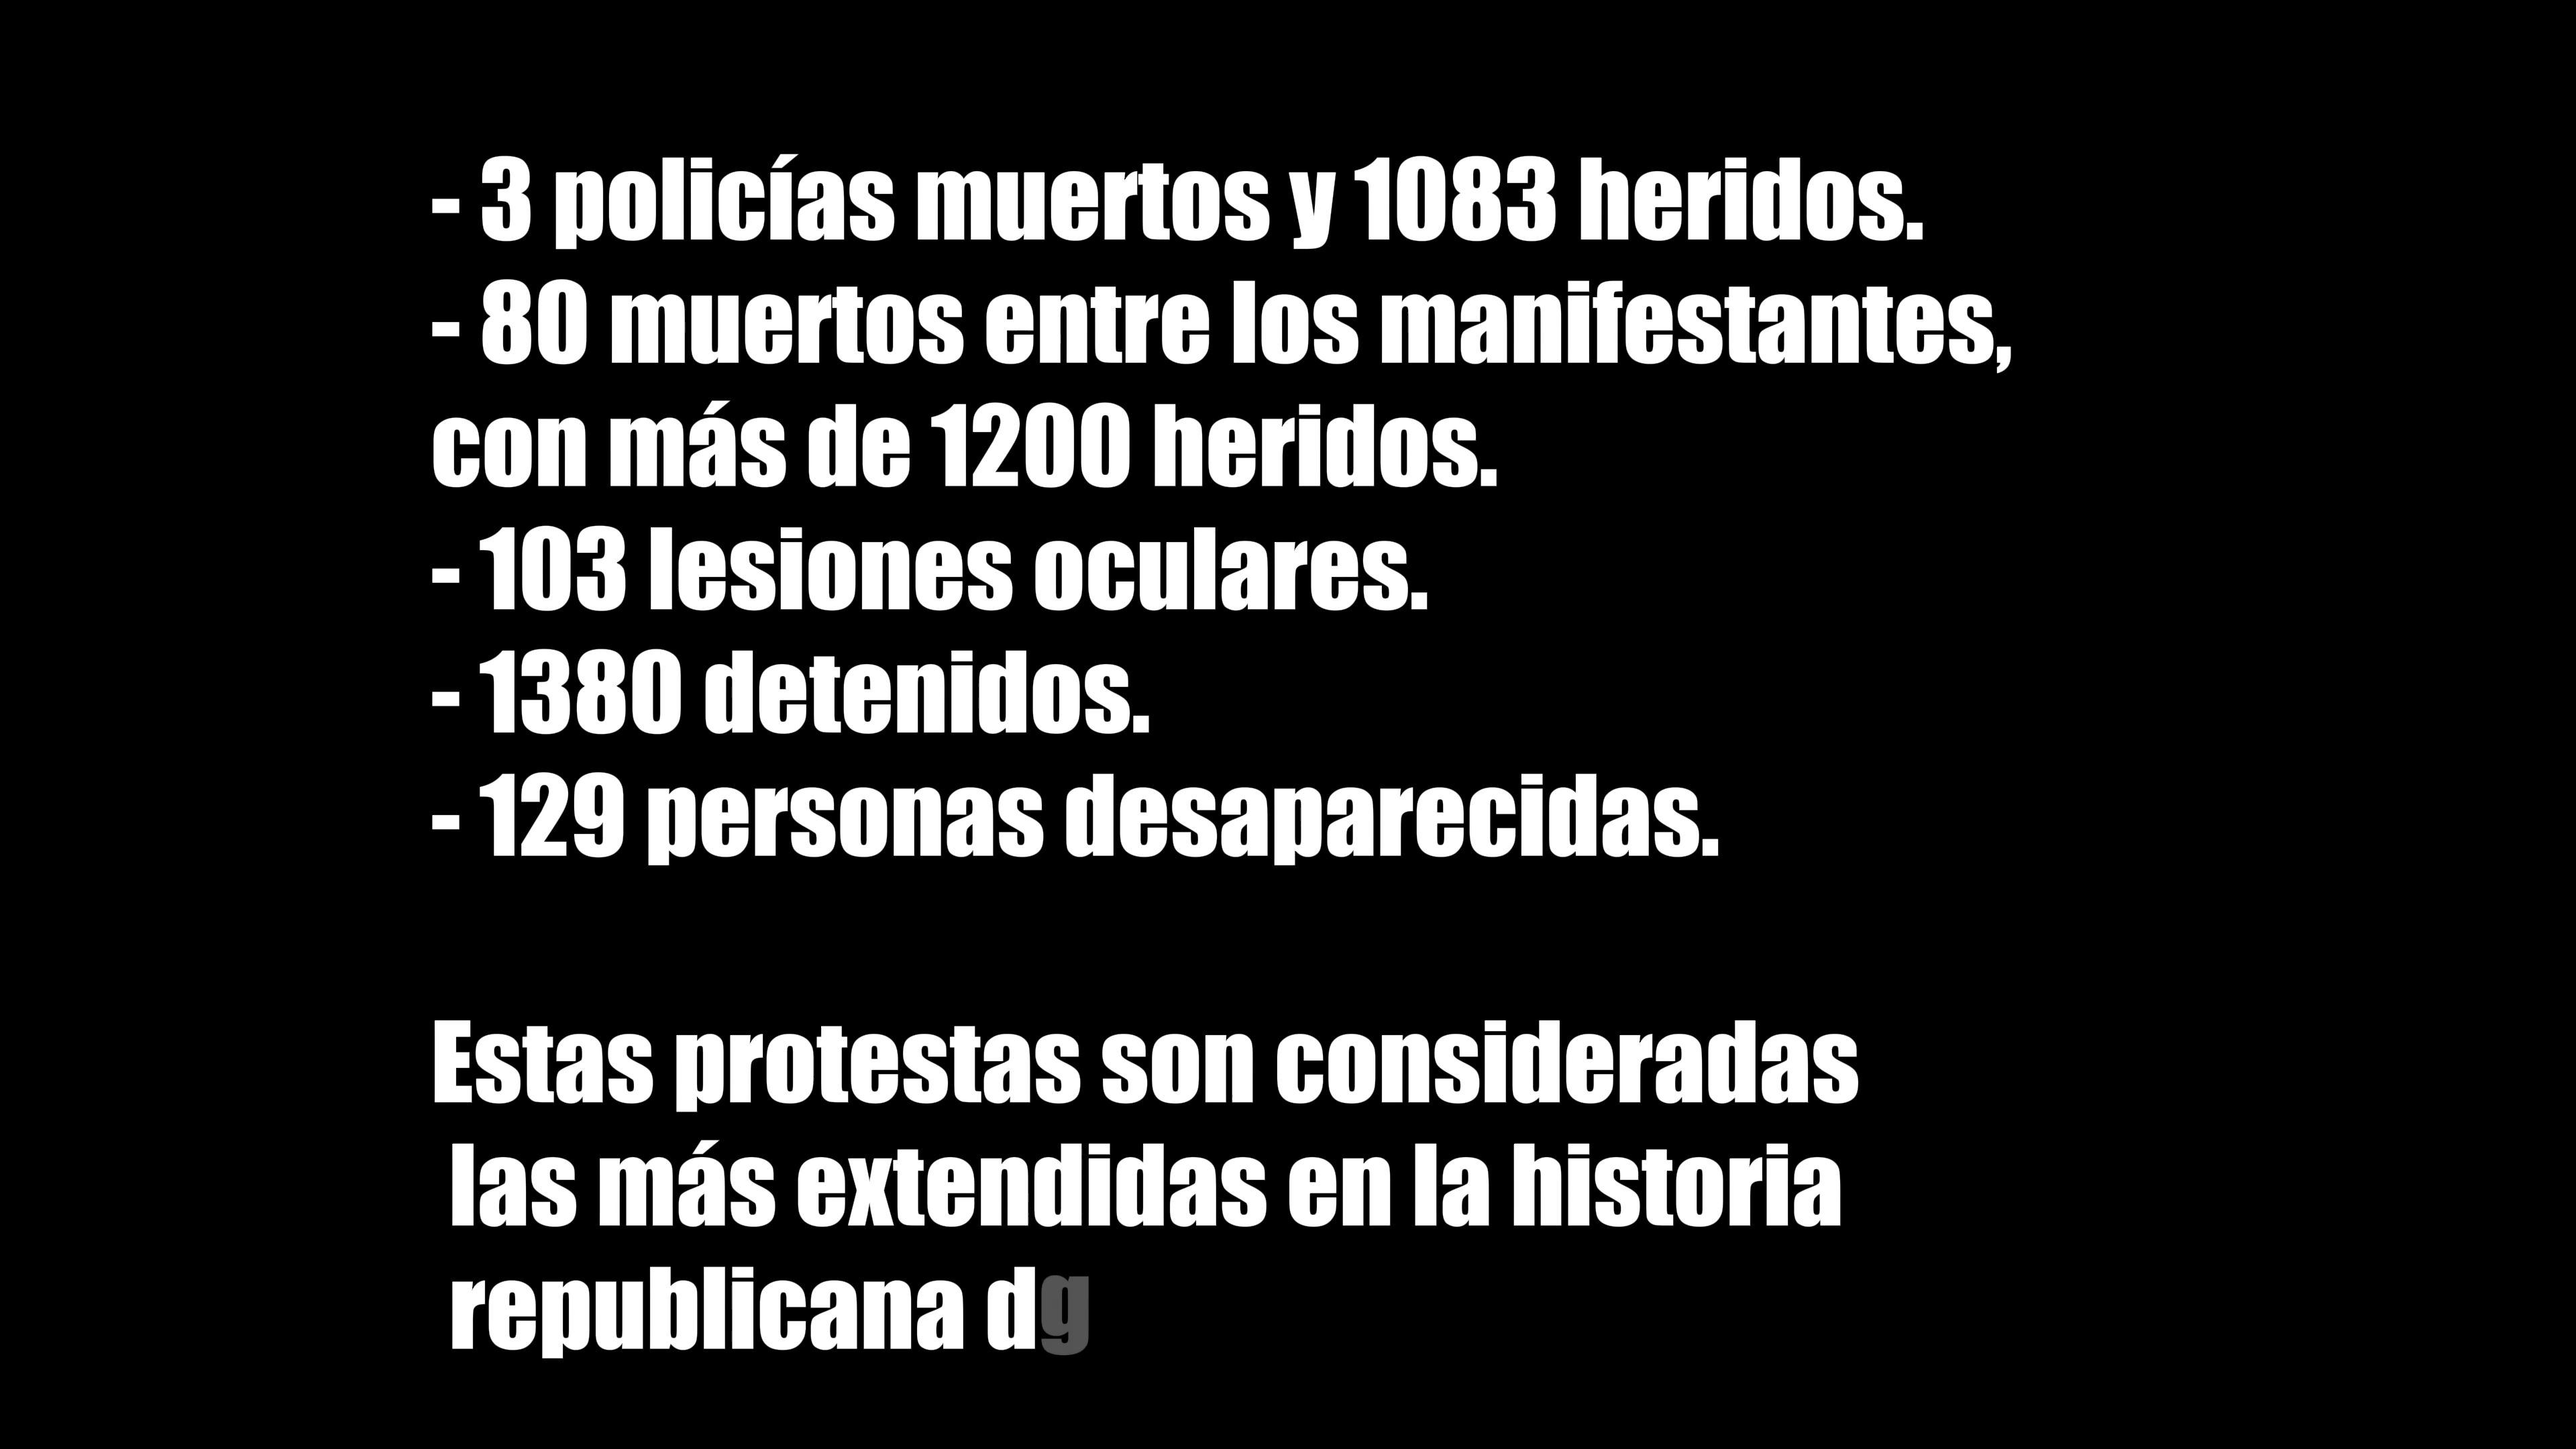 - 3 policías muertos y 1083 heridos.
- 80 muertos entre los manifestantes,
con más de 1200 heridos.
- 103 lesiones oculares.
- 1380 detenidos.
- 129 personas desaparecidas.
Estas protestas son consideradas
las más extendidas en la historia
republicana dg